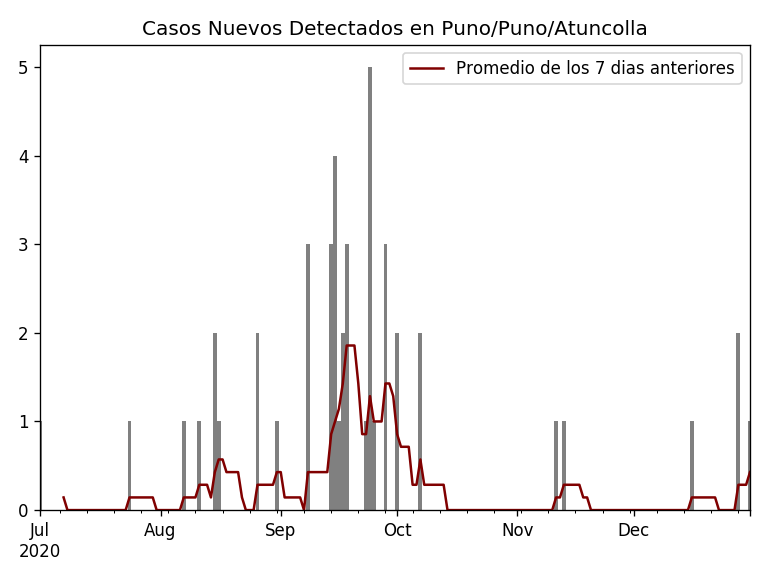 Casos Nuevos Detectados en Puno/Puno/Atuncolla
Promedio de los 7 dias anteriores
5
4
3
2
1
0
Jul Aug Sep Oct Nov Dec
2020